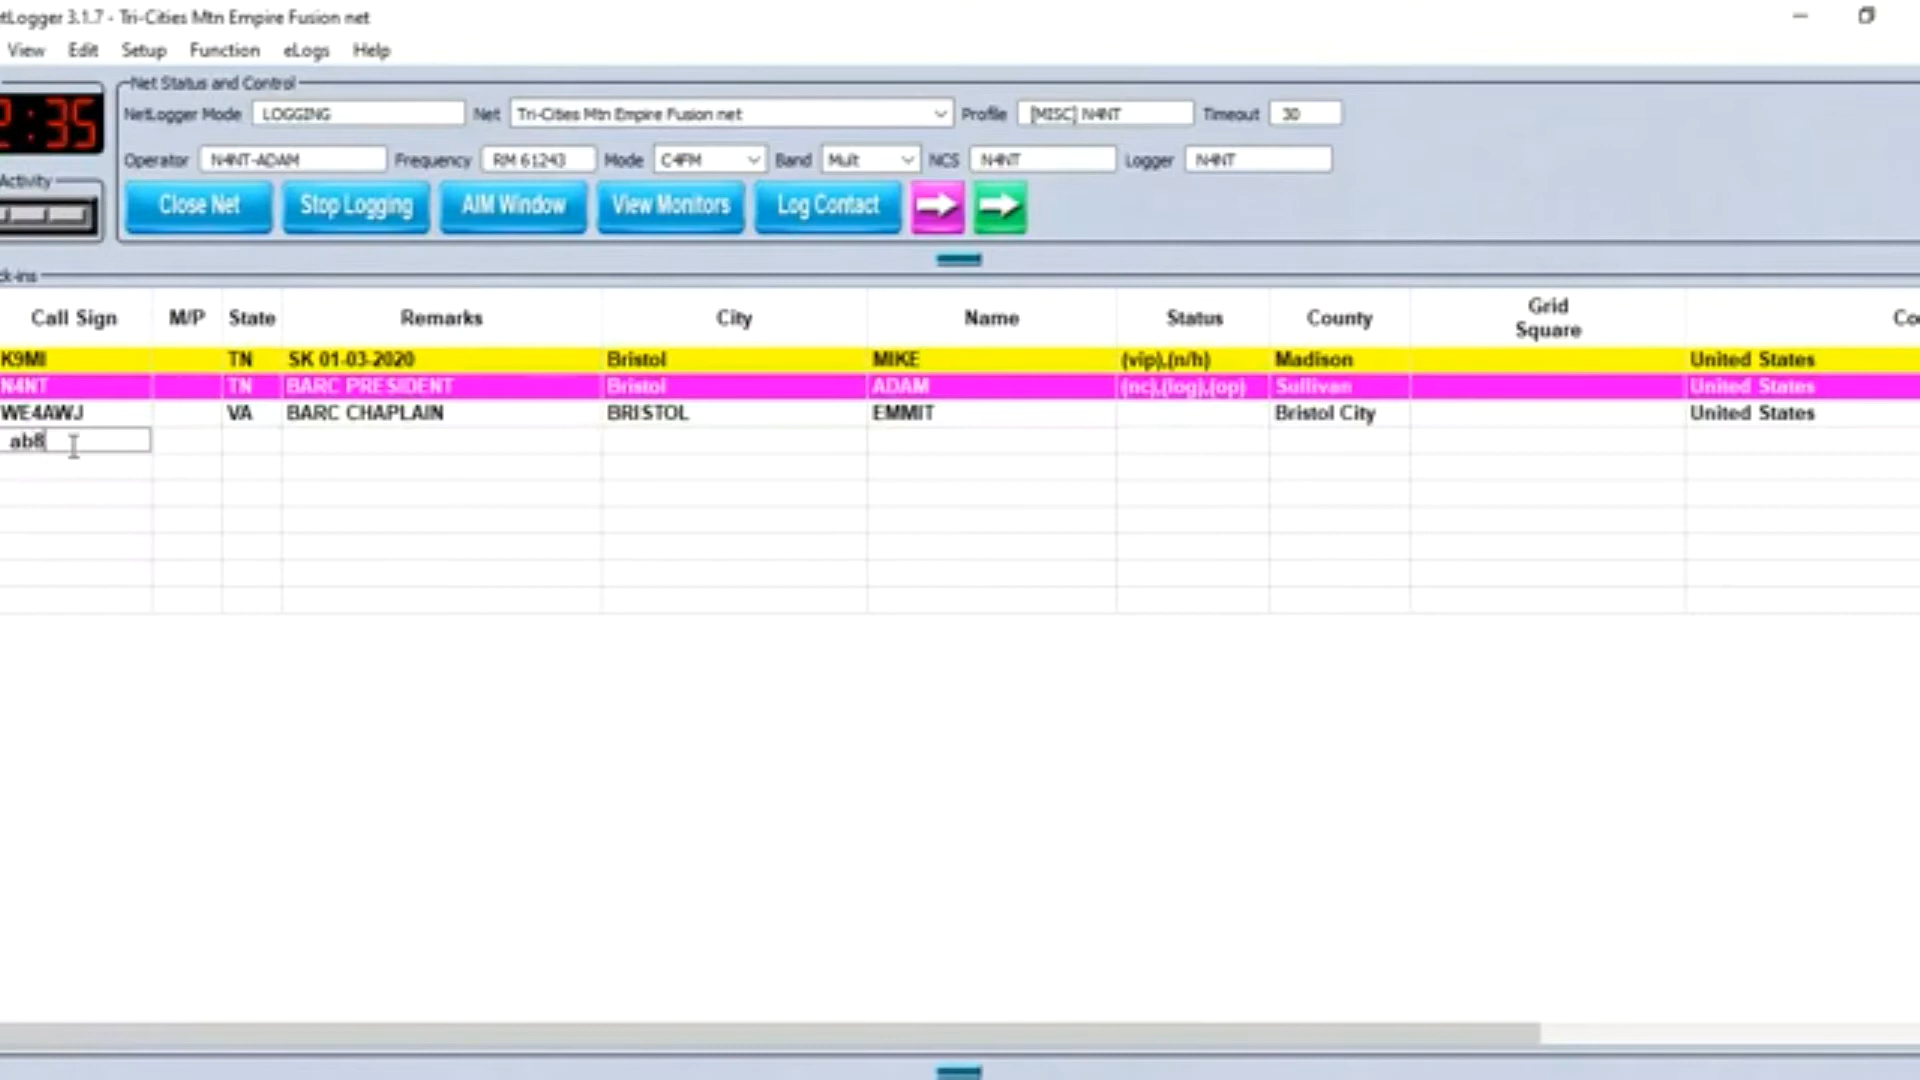 tLogger 3.1.7 - Tri-Cities Mtn Empire Fusion net
View Edit Setup Function eLogs Help
Net Status and Control
2:35
NetLogger Mode LOGGING Net Tri-Cities Mtn Empire Fusion net Profile [MISC] N4NT Timeout 30
Operator N4NT-ADAM Frequency RM 61243 Mode C4FM Band Mult NCS N4NT Logger N4NT
Activity
Close Net Stop Logging AIM Window View Monitors Log Contact
ck-ins
Call Sign M/P State Remarks City Name Status County Grid Square Co
K9MI TN SK 01-03-2020 Bristol MIKE (vip),(n/h) Madison United States
N4NT TN BARC PRESIDENT Bristol ADAM (nc),(log),(op) Sullivan United States
WE4AWJ VA BARC CHAPLAIN BRISTOL EMMIT Bristol City United States
ab8